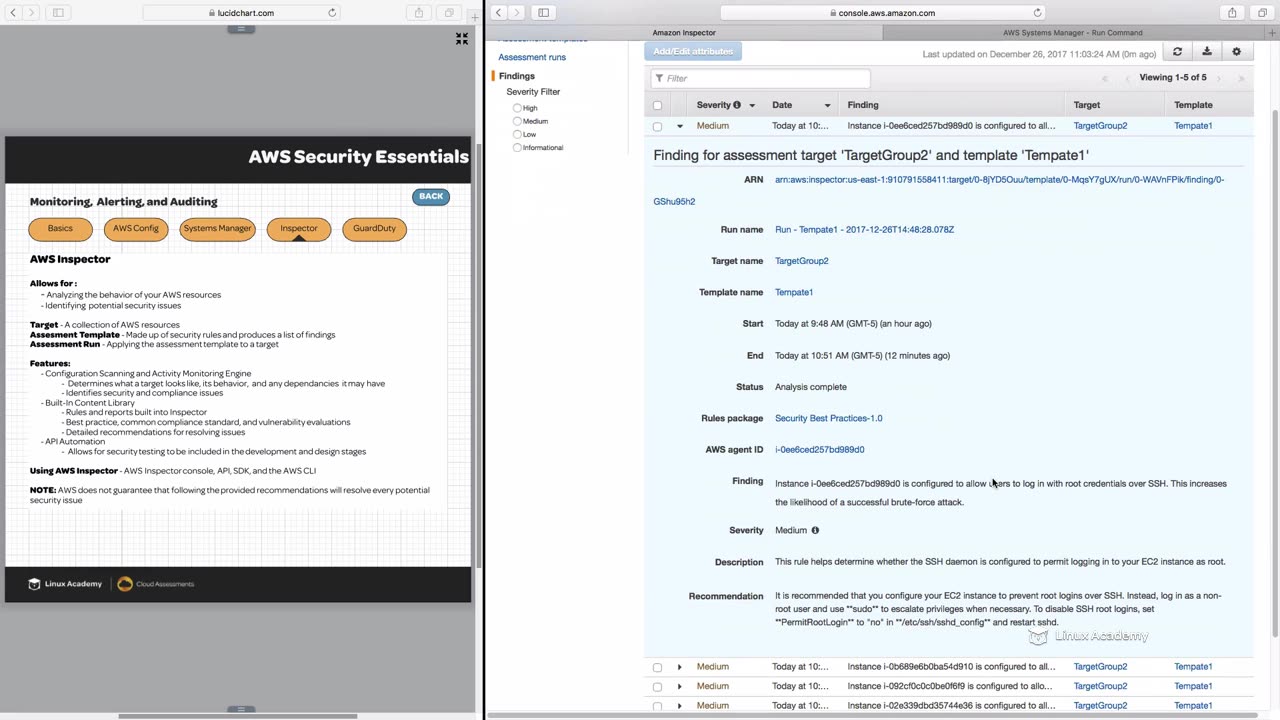 lucidchart.com
console.aws.amazon.com
Amazon Inspector
AWS Systems Manager - Run Command
AWS Security Essentials
Monitoring, Alerting, and Auditing
BACK
Basics
AWS Config
Systems Manager
Inspector
GuardDuty
AWS Inspector
Allows for :
- Analyzing the behavior of your AWS resources
- Identifying potential security issues
Target - A collection of AWS resources
Assesment Template - Made up of security rules and produces a list of findings
Assessment Run - Applying the assessment template to a target
Features:
- Configuration Scanning and Activity Monitoring Engine
- Determines what a target looks like, its behavior, and any dependencies it may have
- Identifies security and compliance issues
- Built-In Content Library
- Rules and reports built into Inspector
- Best practice, common compliance standard, and vulnerability evaluations
- Detailed recommendations for resolving issues
- API Automation
- Allows for security testing to be included in the development and design stages
Using AWS Inspector - AWS Inspector console, API, SDK, and the AWS CLI
NOTE: AWS does not guarantee that following the provided recommendations will resolve every potential
security issue
Linux Academy
Cloud Assessments
Assessment runs
Findings
Severity Filter
High
Medium
Low
Informational
Add/Edit attributes
Last updated on December 26, 2017 11:03:24 AM (0m ago)
Filter
Viewing 1-5 of 5
Severity Date Finding Target Template
Medium Today at 10:... Instance i-0ee6ced257bd989d0 is configured to all... TargetGroup2 Tempate1
Finding for assessment target 'TargetGroup2' and template 'Tempate1'
ARN arn:aws:inspector:us-east-1:910791558411:target/0-8jYD5Ouu/template/0-MqsY7gUX/run/0-WAVnFPik/finding/0-
GShu95h2
Run name Run - Tempate1 - 2017-12-26T14:48:28.078Z
Target name TargetGroup2
Template name Tempate1
Start Today at 9:48 AM (GMT-5) (an hour ago)
End Today at 10:51 AM (GMT-5) (12 minutes ago)
Status Analysis complete
Rules package Security Best Practices-1.0
AWS agent ID i-0ee6ced257bd989d0
Finding Instance i-0ee6ced257bd989d0 is configured to allow users to log in with root credentials over SSH. This increases
the likelihood of a successful brute-force attack.
Severity Medium
Description This rule helps determine whether the SSH daemon is configured to permit logging in to your EC2 instance as root.
Recommendation It is recommended that you configure your EC2 instance to prevent root logins over SSH. Instead, log in as a non-
root user and use **sudo** to escalate privileges when necessary. To disable SSH root logins, set
**PermitRootLogin** to "no" in **/etc/ssh/sshd_config** and restart sshd.
Linux Academy
Medium Today at 10:... Instance i-0b689e6b0ba54d910 is configured to all... TargetGroup2 Tempate1
Medium Today at 10:... Instance i-092cf0c0c0be0f6f9 is configured to allo... TargetGroup2 Tempate1
Medium Today at 10:... Instance i-02e339dbd35744e36 is configured to all... TargetGroup2 Tempate1